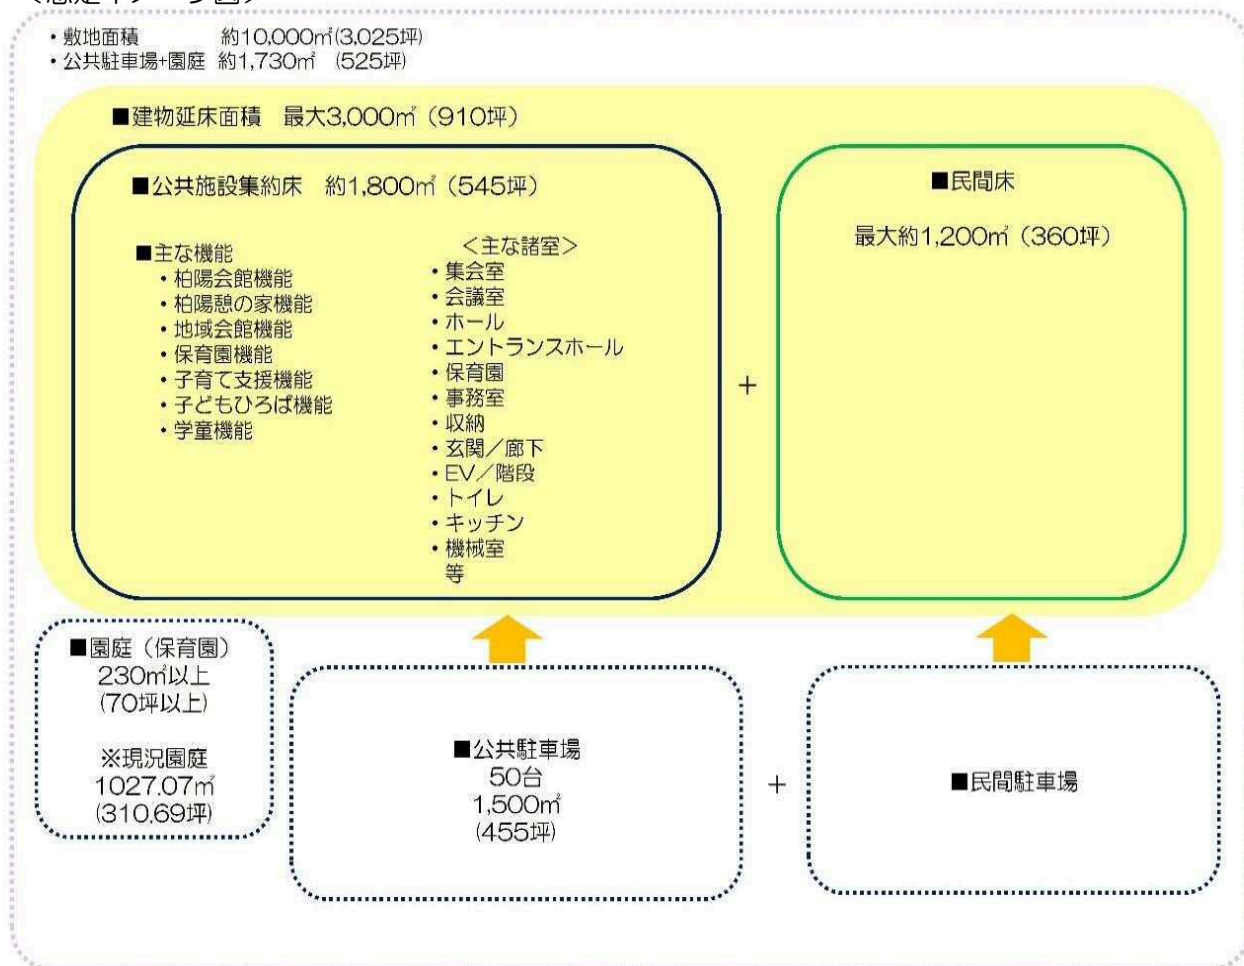 ・敷地面積 約10,000㎡(3,025坪)
・公共駐車場+園庭 約1,730㎡ (525坪)
■建物延床面積 最大3,000㎡（910坪）
■公共施設集約床 約1,800㎡（545坪）
■主な機能
・柏陽会館機能
・柏陽憩の家機能
・地域会館機能
・保育園機能
・子育て支援機能
・子どもひろば機能
・学童機能
＜主な諸室＞
・集会室
・会議室
・ホール
・エントランスホール
・保育園
・事務室
・収納
・玄関／廊下
・EV／階段
・トイレ
・キッチン
・機械室
等
＋
■民間床
最大約1,200㎡（360坪）
■園庭（保育園）
230㎡以上
(70坪以上)
※現況園庭
1027.07㎡
(310.69坪)
■公共駐車場
50台
1,500㎡
(455坪)
＋
■民間駐車場